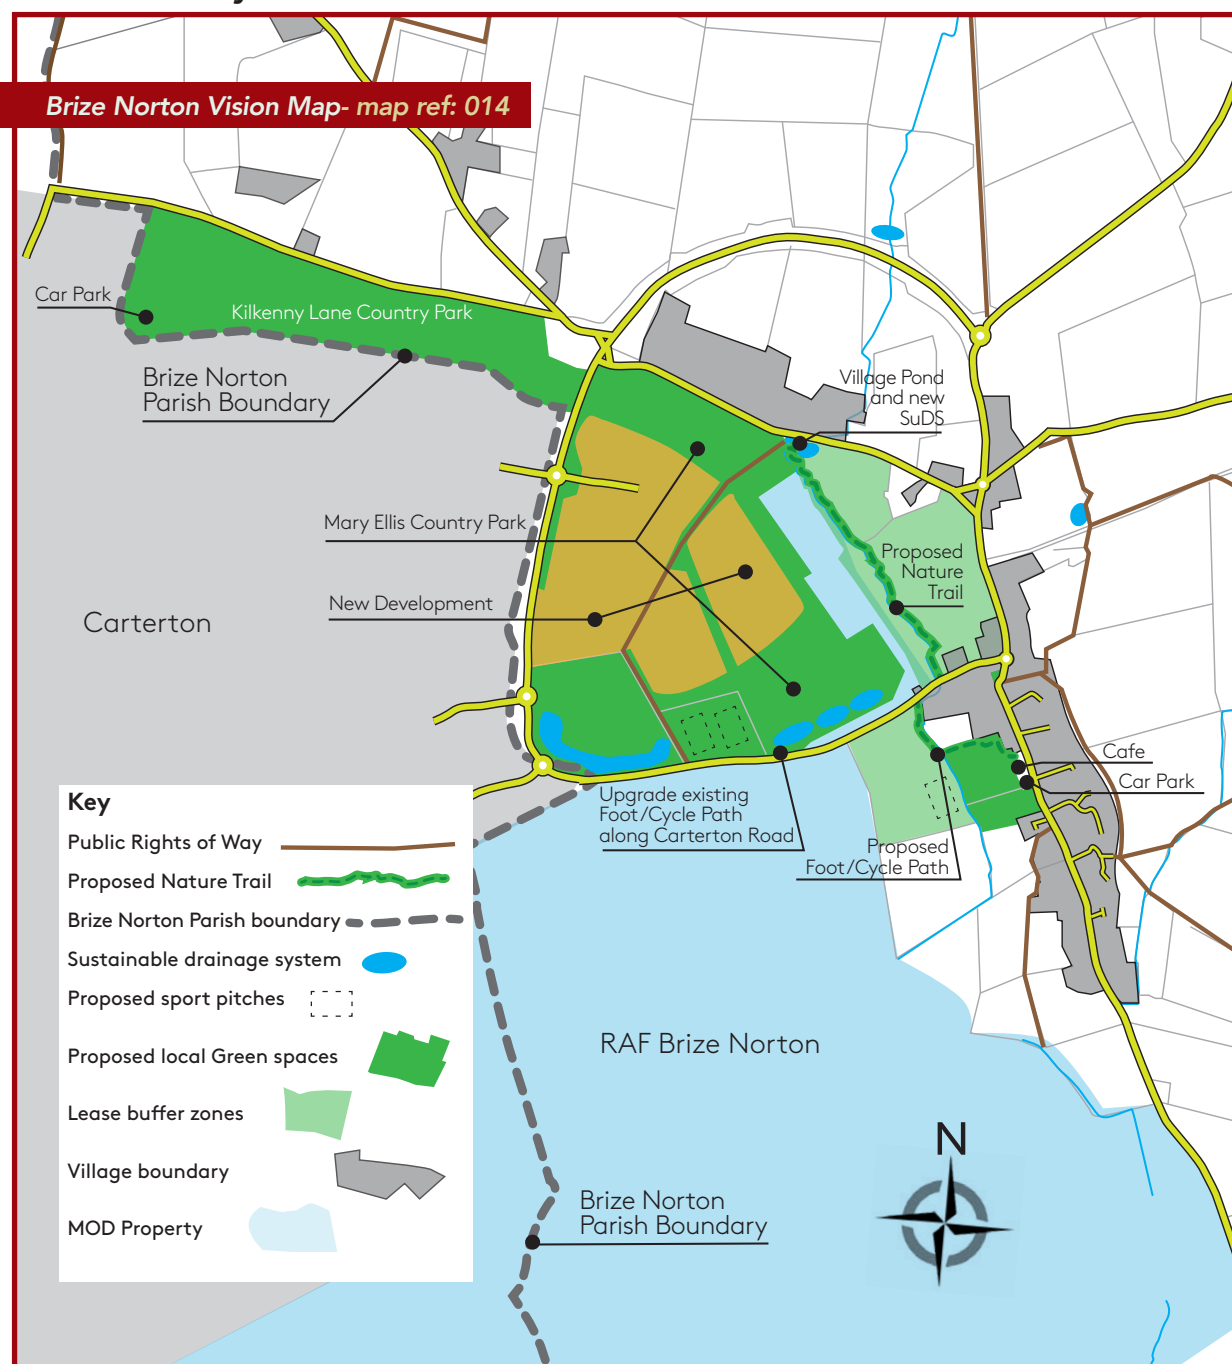 Brize Norton Vision Map- map ref: 014
Car Park
Kilkenny Lane Country Park
Brize Norton
Parish Boundary
Village Pond
and new
SuDS
Mary Ellis Country Park
Proposed
Nature
Trail
New Development
Carterton
Cafe
Car Park
Upgrade existing
Foot/Cycle Path
along Carterton Road
Proposed
Foot/Cycle Path
Key
Public Rights of Way
Proposed Nature Trail
Brize Norton Parish boundary
Sustainable drainage system
Proposed sport pitches
Proposed local Green spaces
Lease buffer zones
Village boundary
MOD Property
RAF Brize Norton
N
Brize Norton
Parish Boundary